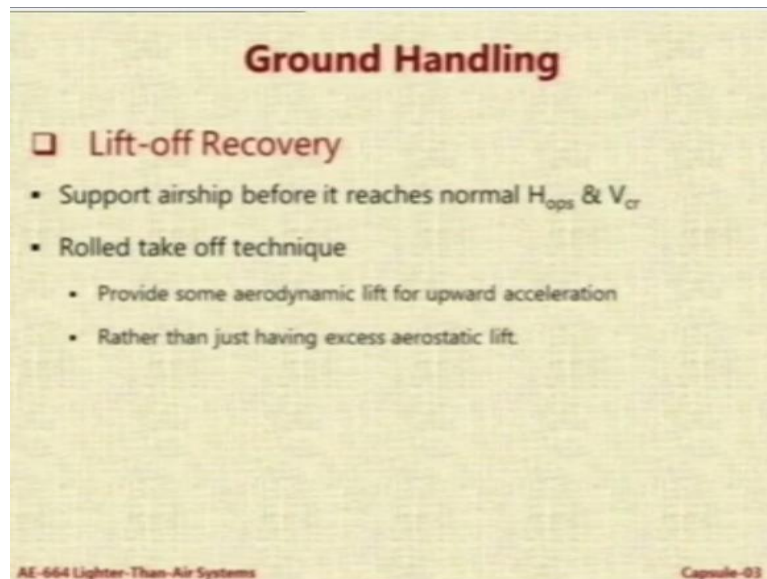 Ground Handling
❑ Lift-off Recovery
▪ Support airship before it reaches normal Hops & Vcr
▪ Rolled take off technique
▪ Provide some aerodynamic lift for upward acceleration
▪ Rather than just having excess aerostatic lift.
AE-664 Lighter-Than-Air Systems
Capsule-03